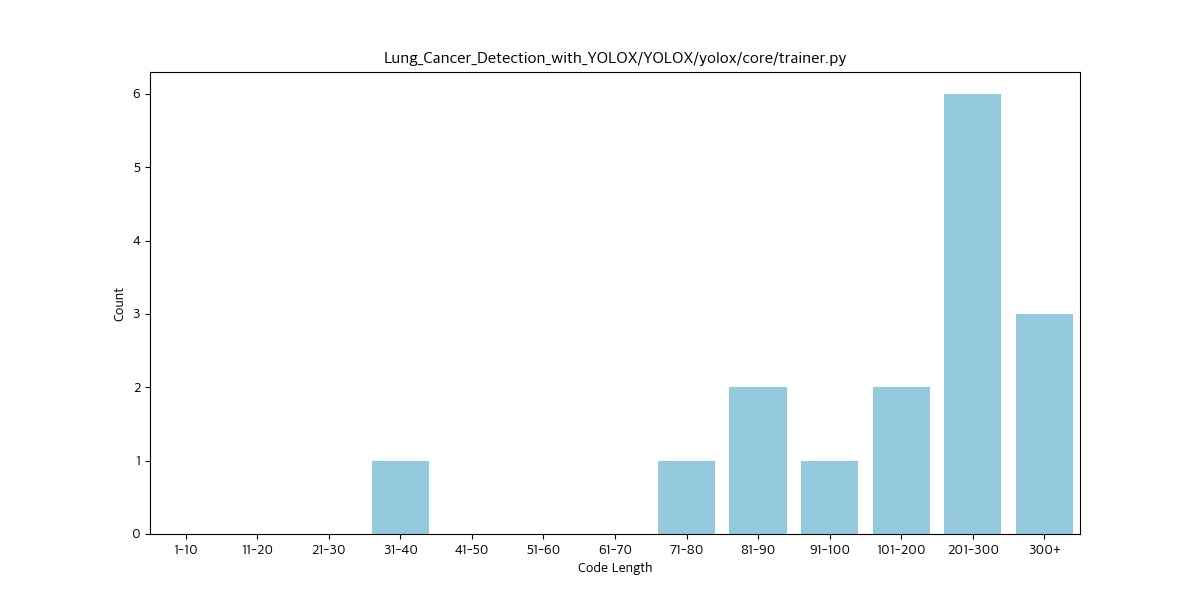 Lung_Cancer_Detection_with_YOLOX/YOLOX/yolox/core/trainer.py
6
5
4
3
2
1
0
Count
1-10 11-20 21-30 31-40 41-50 51-60 61-70 71-80 81-90 91-100 101-200 201-300 300+
Code Length